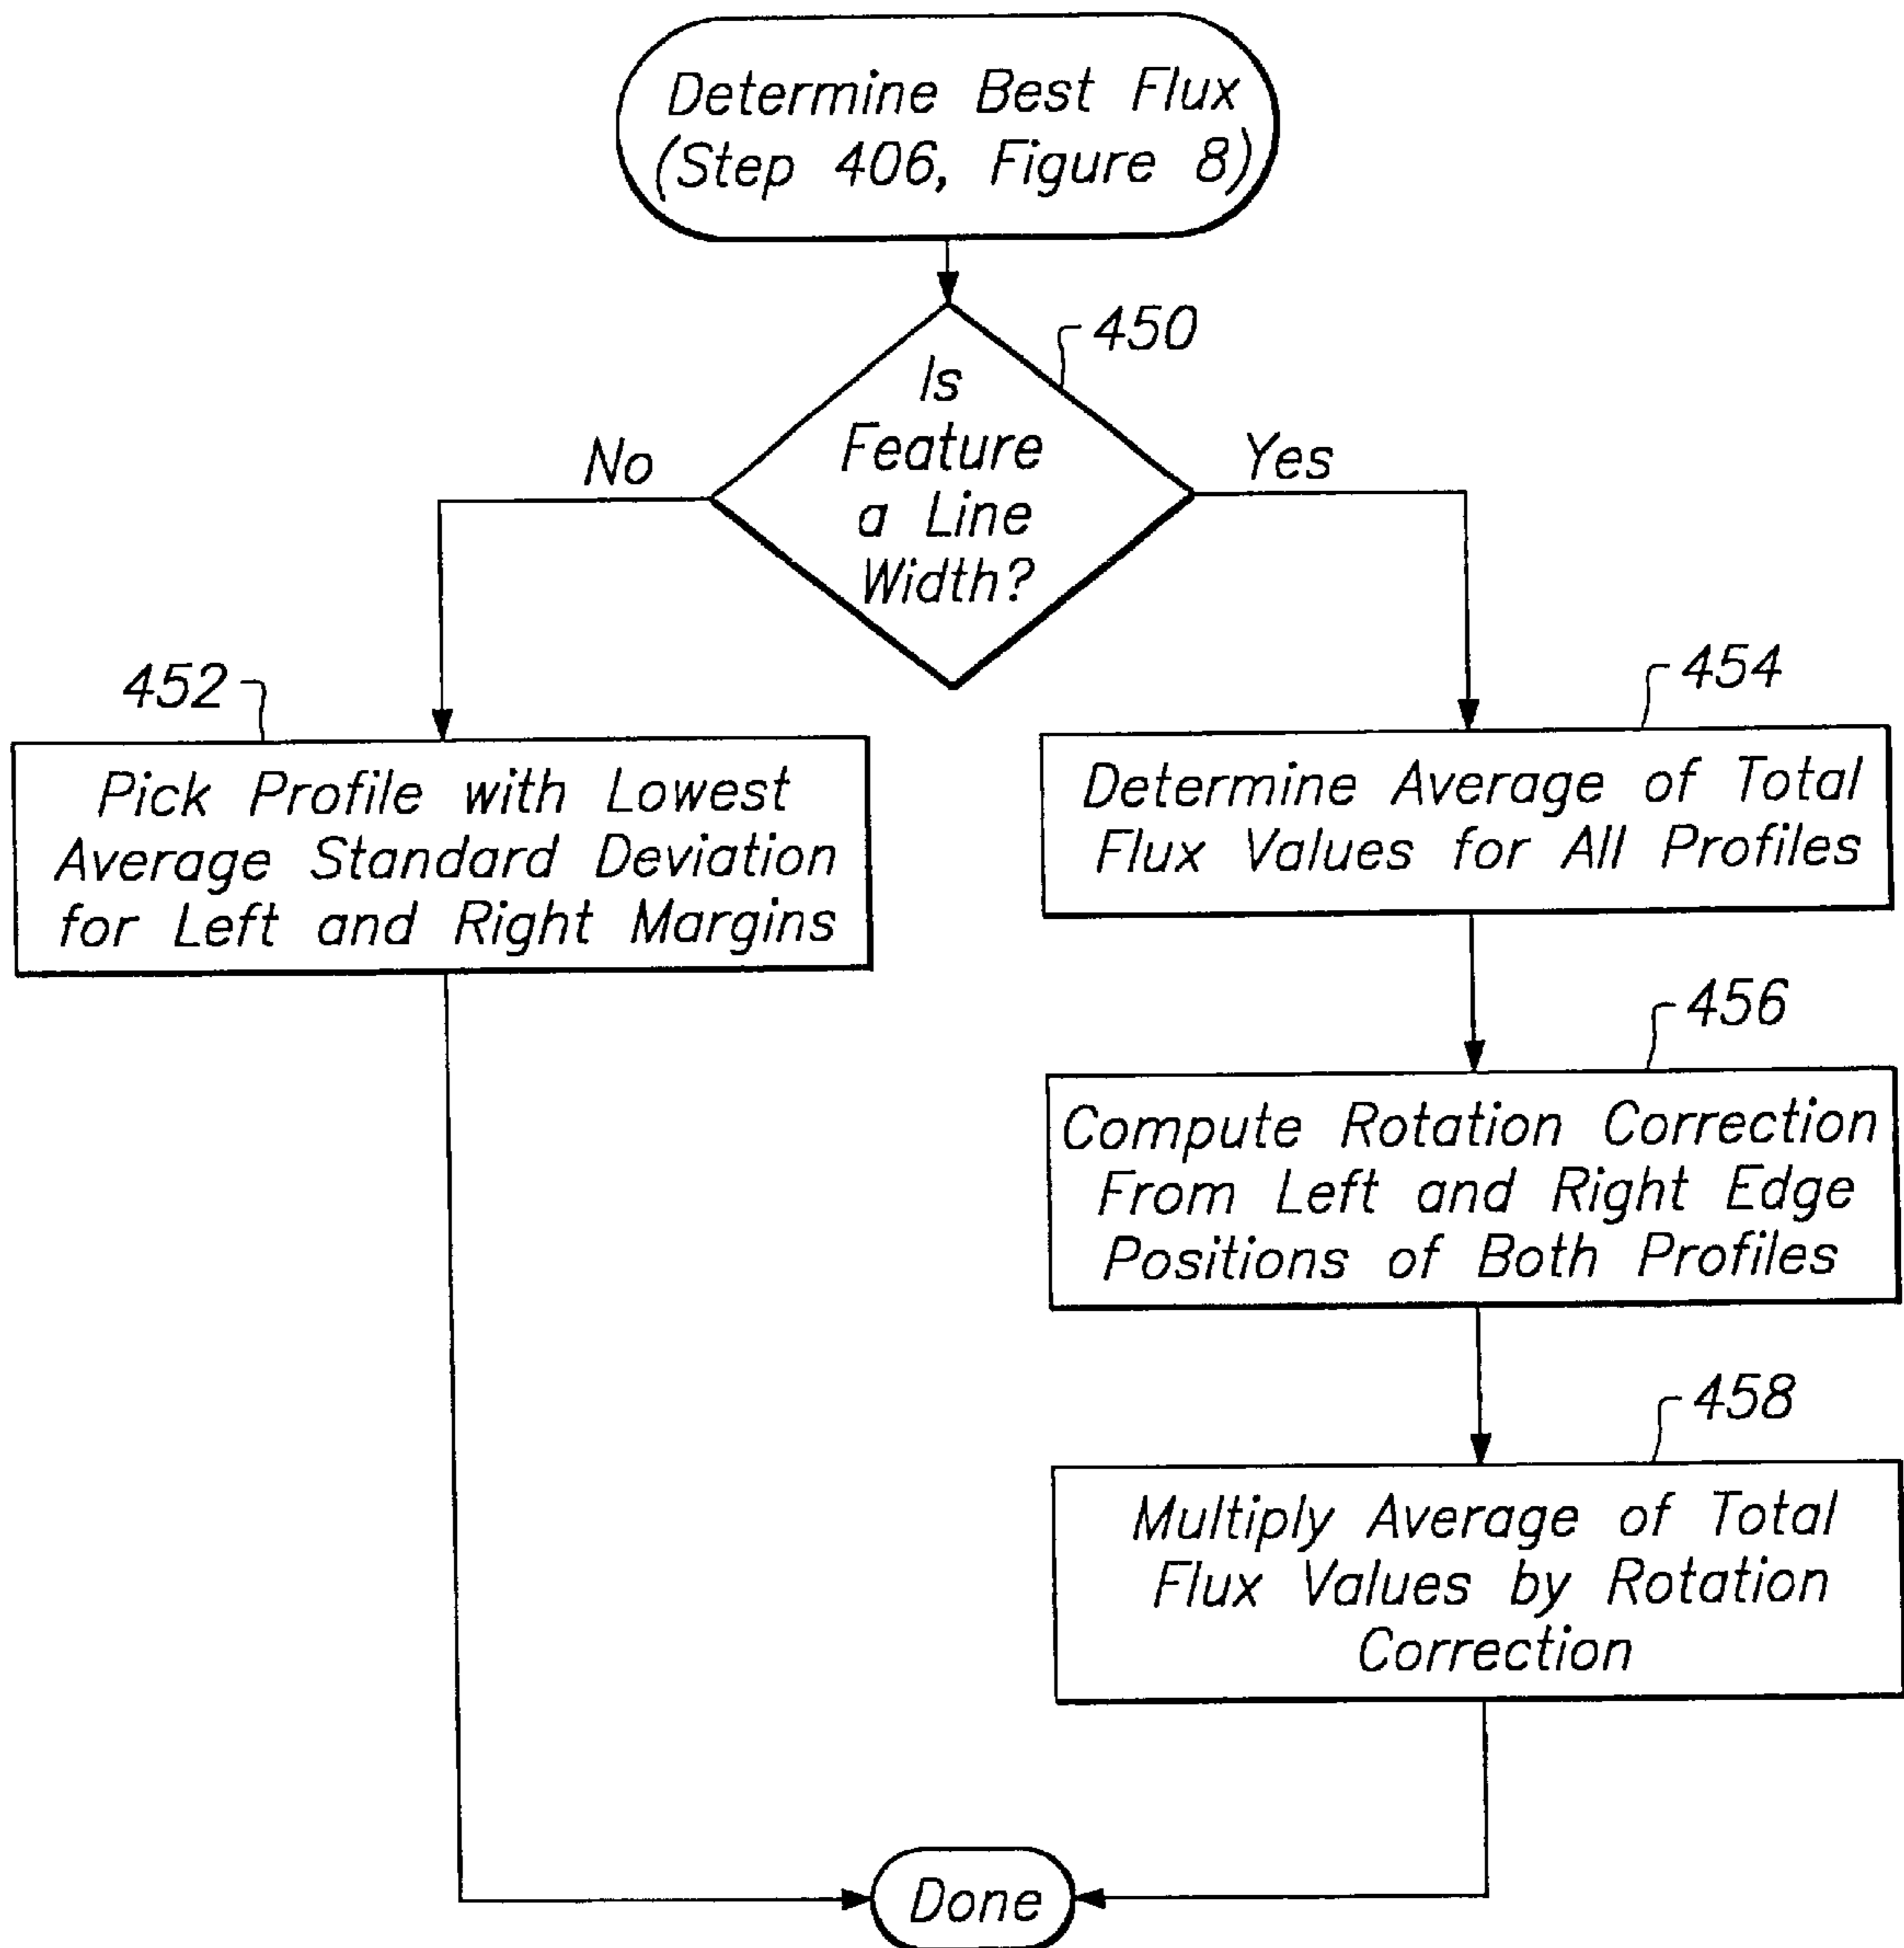 Determine Best Flux
(Step 406, Figure 8)
450
Is
Feature
a Line
Width?
No
Yes
452
Pick Profile with Lowest
Average Standard Deviation
for Left and Right Margins
454
Determine Average of Total
Flux Values for All Profiles
456
Compute Rotation Correction
From Left and Right Edge
Positions of Both Profiles
458
Multiply Average of Total
Flux Values by Rotation
Correction
Done